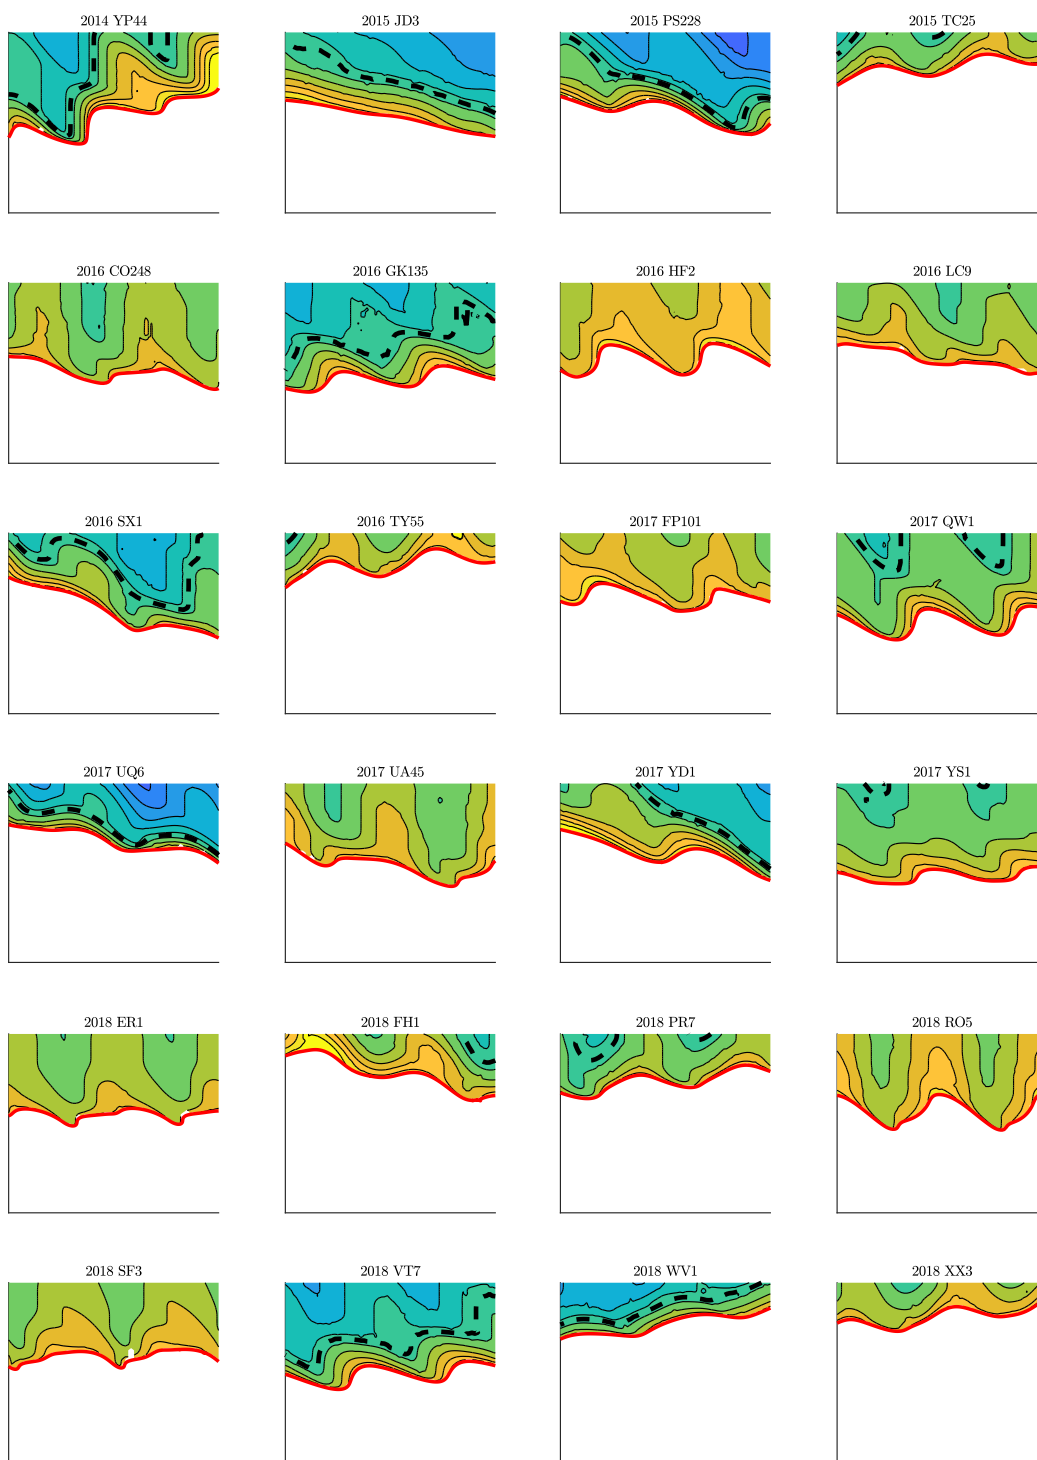 2014 YP44
2015 JD3
2015 PS228
2015 TC25
2016 CO248
2016 GK135
2016 HF2
2016 LC9
2016 SX1
2016 TY55
2017 FP101
2017 QW1
2017 UQ6
2017 UA45
2017 YD1
2017 YS1
2018 ER1
2018 FH1
2018 PR7
2018 RO5
2018 SF3
2018 VT7
2018 WV1
2018 XX3